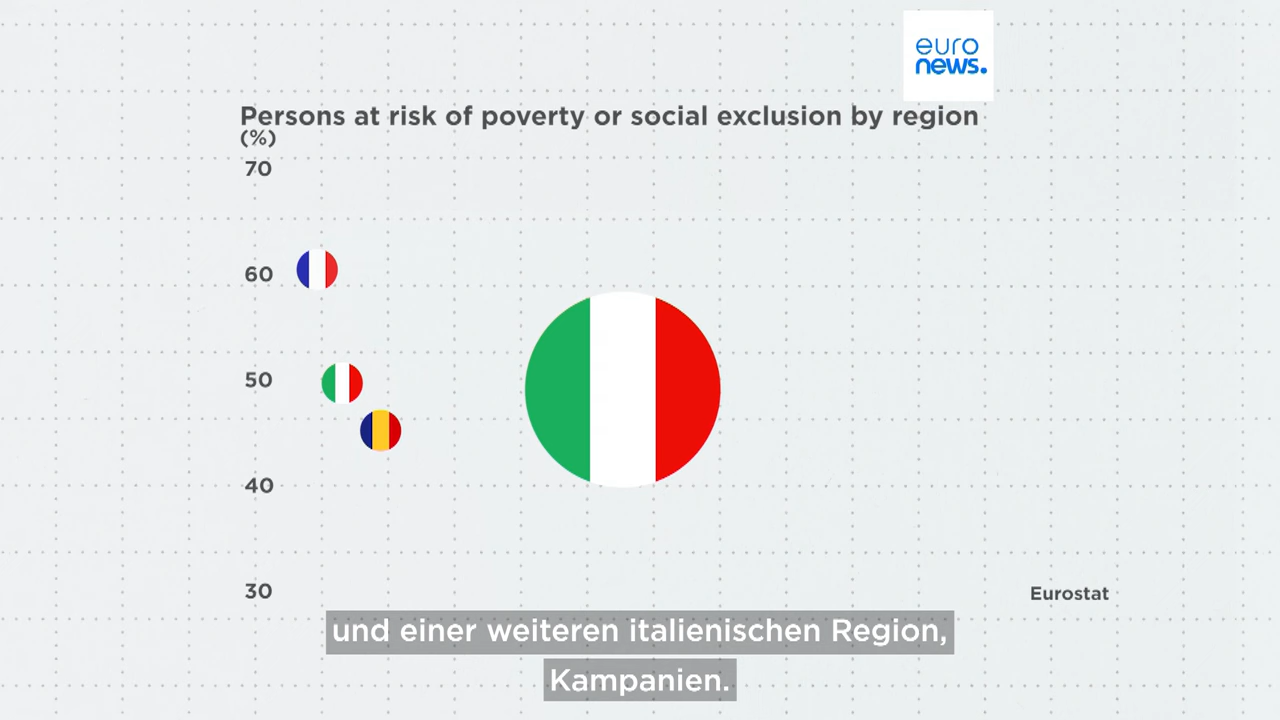 euro
news.
Persons at risk of poverty or social exclusion by region
(%)
70
60
50
40
30
Eurostat
und einer weiteren italienischen Region,
Kampanien.